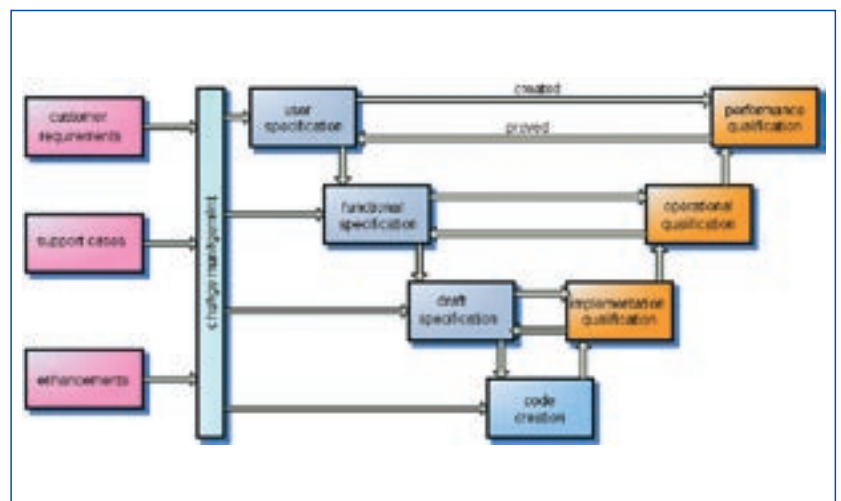 customer
requirements
support cases
enhancements
change management
user
specification
functional
specification
draft
specification
code
creation
created
proved
performance
qualification
operational
qualification
implementation
qualification